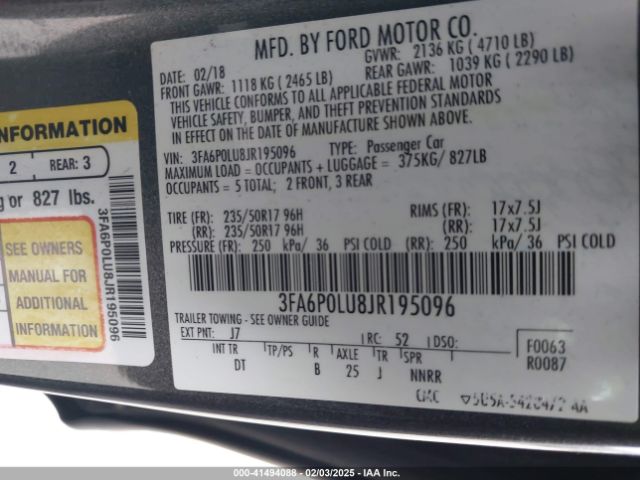 MFD. BY FORD MOTOR CO.
DATE: 02/18
GVWR: 2136 KG (4710 LB)
FRONT GAWR: 1118 KG (2465 LB)
REAR GAWR: 1039 KG (2290 LB)
THIS VEHICLE CONFORMS TO ALL APPLICABLE FEDERAL MOTOR
VEHICLE SAFETY, BUMPER, AND THEFT PREVENTION STANDARDS
IN EFFECT ON THE DATE OF MANUFACTURE SHOWN ABOVE.
VIN: 3FA6P0LU8JR195096 TYPE: Passenger Car
MAXIMUM LOAD = OCCUPANTS + LUGGAGE = 375KG/ 827LB
OCCUPANTS = 5 TOTAL; 2 FRONT, 3 REAR
TIRE (FR): 235/50R17 96H RIMS (FR): 17x7.5J
(RR): 235/50R17 96H (RR): 17x7.5J
PRESSURE (FR): 250 kPa/ 36 PSI COLD (RR): 250 kPa/ 36 PSI COLD
3FA6P0LU8JR195096
TRAILER TOWING - SEE OWNER GUIDE
EXT PNT: J7 RC: 52 DSO:
F0063
R0087
INT TR TP/PS R AXLE TR SPR
DT B 25 J NNRR
INFORMATION
2 REAR: 3
or 827 lbs.
SEE OWNERS
MANUAL FOR
ADDITIONAL
INFORMATION
3FA6P0LU8JR195096
© - 41494088 - 02/03/2025 - IAA Inc.